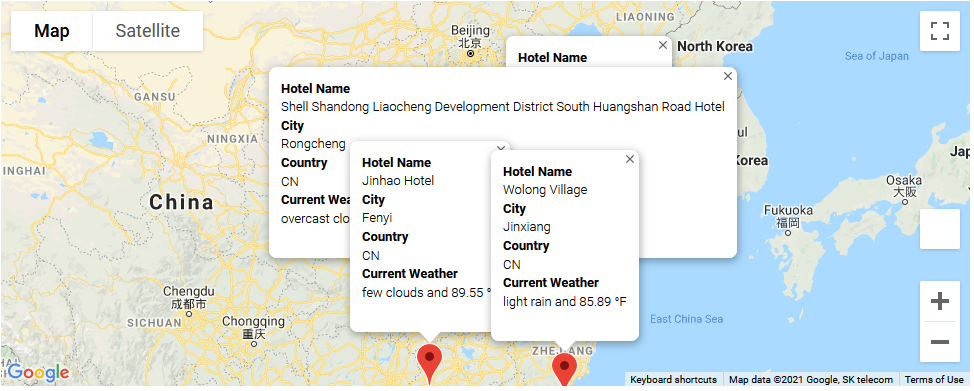 Map
Satellite
LIAONING
Beijing
北京
North Korea
Sea of Japan
Hotel Name
Hotel Name
Shell Shandong Liaocheng Development District South Huangshan Road Hotel
City
Rongcheng
Country
CN
Current Wea
overcast clo
GANSU
NINGXIA
INGHAI
China
Hotel Name
Jinhao Hotel
City
Fenyi
Country
CN
Current Weather
few clouds and 89.55 °
Hotel Name
Wolong Village
City
Jinxiang
Country
CN
Current Weather
light rain and 85.89 °F
ul
Korea
Jap
Osaka
大阪
Fukuoka
福岡
Chengdu
成都市
SICHUAN
Chongqing
重庆
East China Sea
ZHEJIANG
Google
Keyboard shortcuts
Map data ©2021 Google, SK telecom
Terms of Use